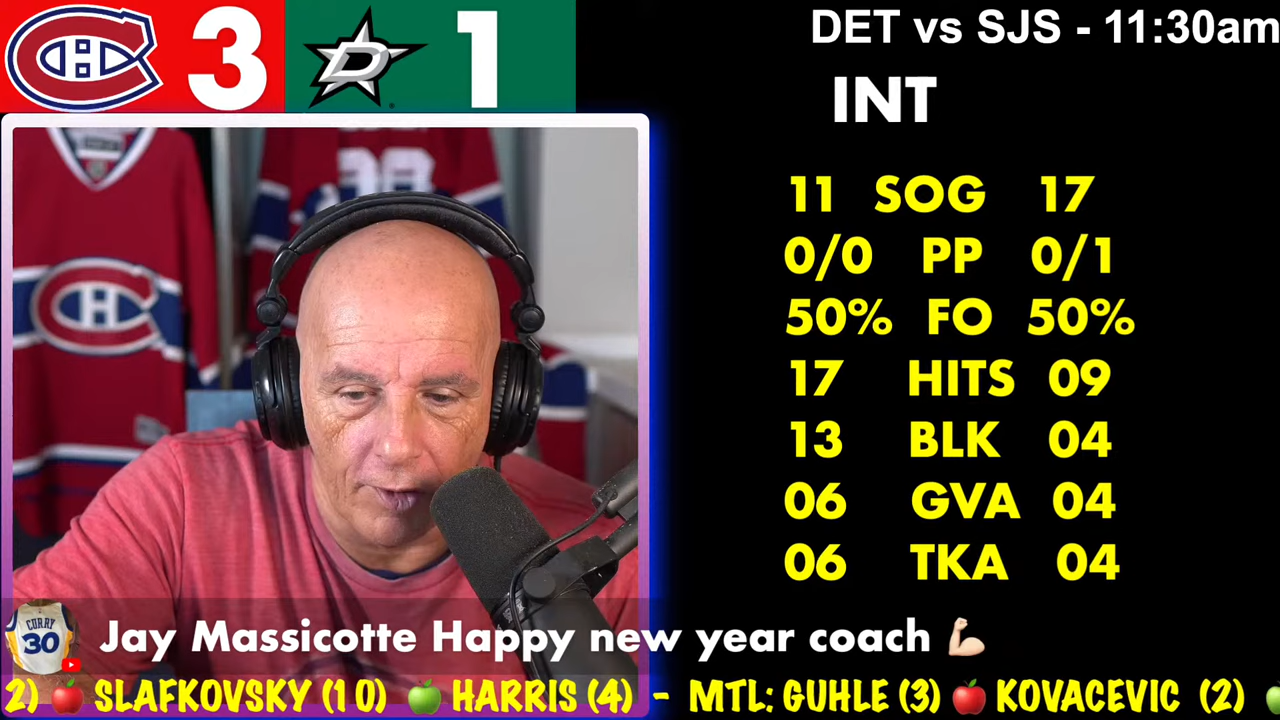 3
1
DET vs SJS - 11:30am
INT
11 SOG 17
0/0 PP 0/1
50% FO 50%
17 HITS 09
13 BLK 04
06 GVA 04
06 TKA 04
CURRY
30
Jay Massicotte Happy new year coach 💪🏻
2) 🍎 SLAFKOVSKY (10) 🍏 HARRIS (4) - MTL: GUHLE (3) 🍎 KOVACEVIC (2) 🍏